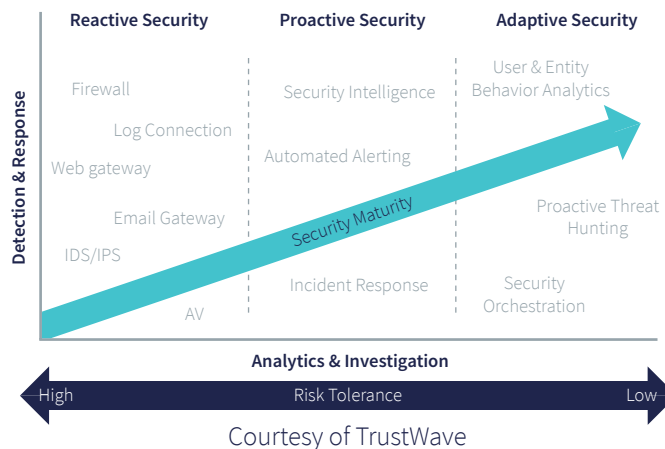 Reactive Security
Proactive Security
Adaptive Security
Detection & Response
Firewall
Log Connection
Web gateway
Email Gateway
IDS/IPS
AV
Security Intelligence
Automated Alerting
Security Maturity
Incident Response
User & Entity
Behavior Analytics
Proactive Threat
Hunting
Security
Orchestration
Analytics & Investigation
High
Risk Tolerance
Low
Courtesy of TrustWave